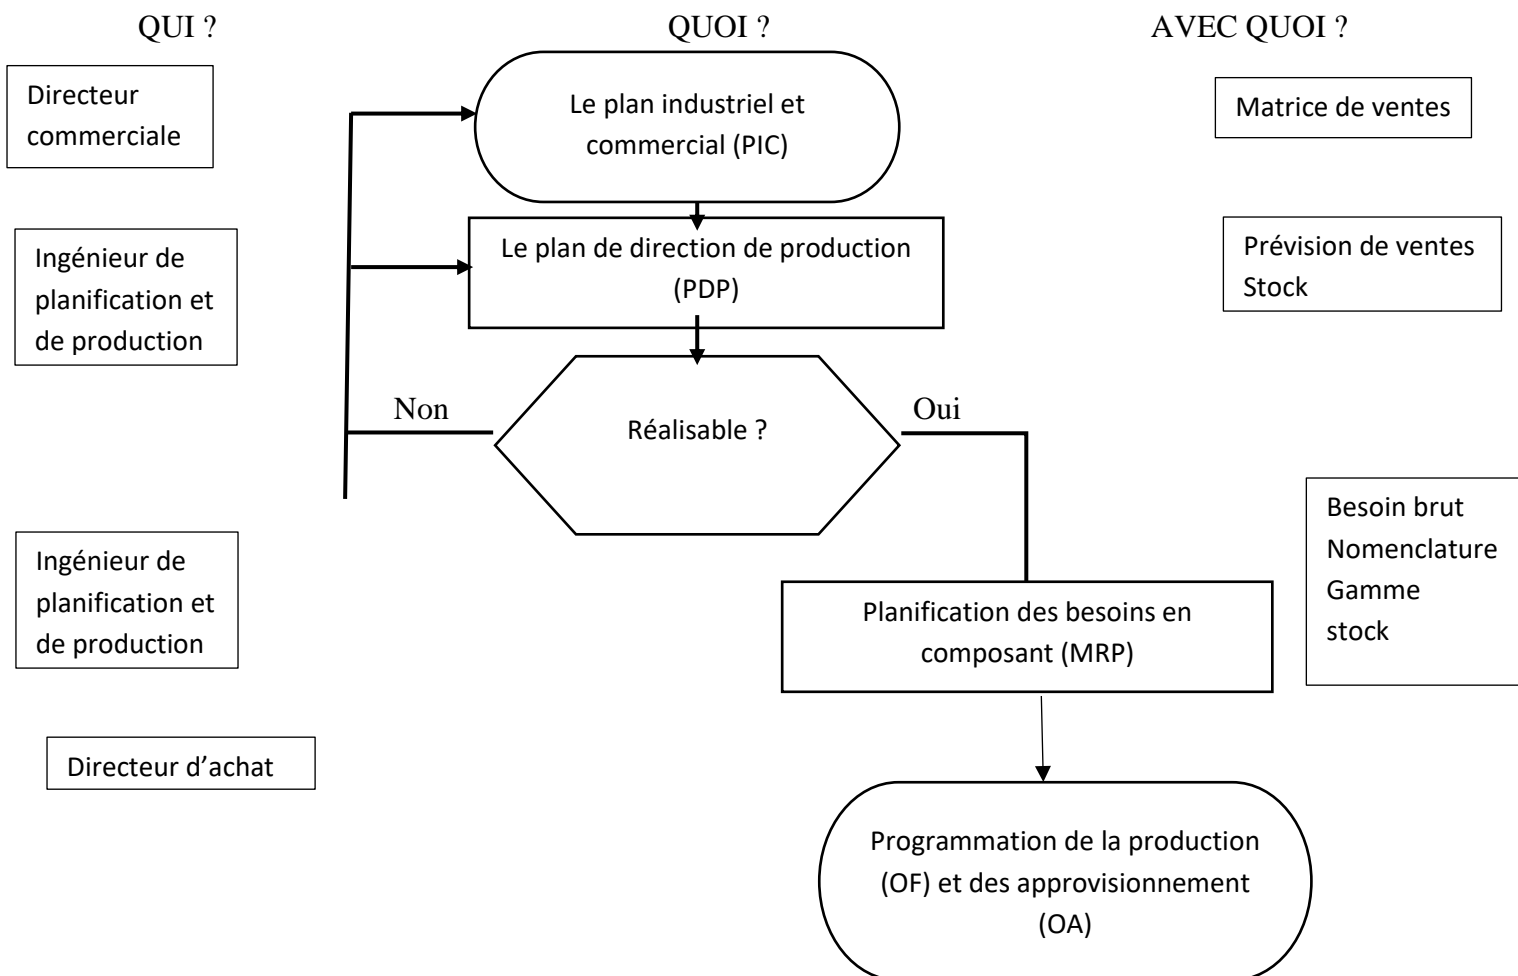 QUI ?
QUOI ?
AVEC QUOI ?
Directeur
commerciale
Le plan industriel et
commercial (PIC)
Matrice de ventes
Ingénieur de
planification et
de production
Le plan de direction de production
(PDP)
Prévision de ventes
Stock
Non
Réalisable ?
Oui
Ingénieur de
planification et
de production
Planification des besoins en
composant (MRP)
Besoin brut
Nomenclature
Gamme
stock
Directeur d’achat
Programmation de la production
(OF) et des approvisionnement
(OA)